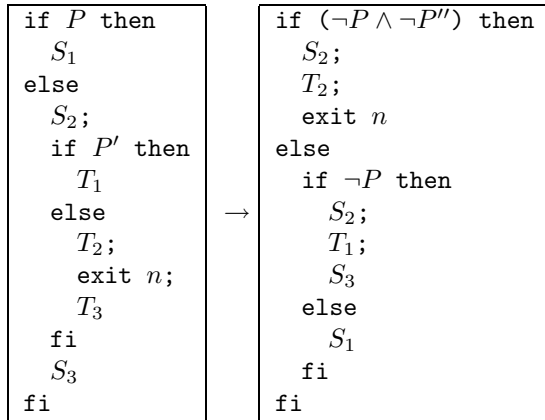 if P then
S₁
else
S₂;
if P′ then
T₁
else
T₂;
exit n;
T₃
fi
S₃
fi
→
if (¬P ∧ ¬P″) then
S₂;
T₂;
exit n
else
if ¬P then
S₂;
T₁;
S₃
else
S₁
fi
fi